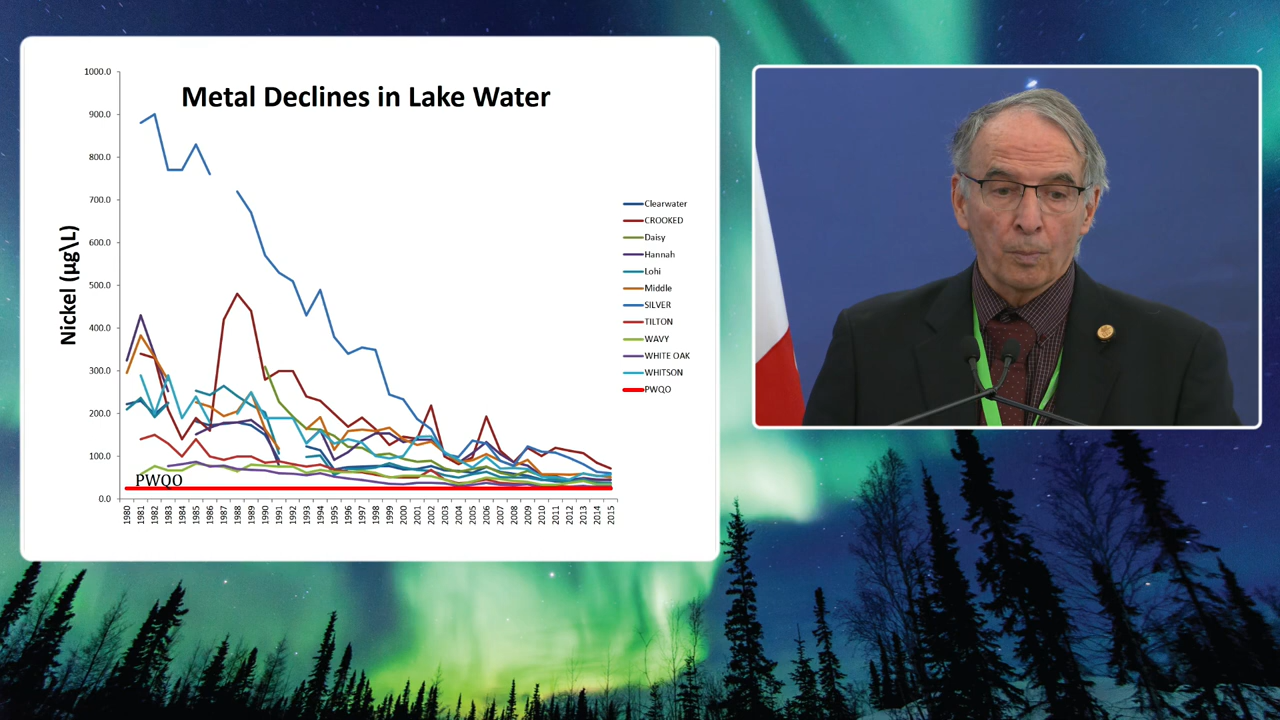 Metal Declines in Lake Water
Nickel (µg\L)
1000.0
900.0
800.0
700.0
600.0
500.0
400.0
300.0
200.0
100.0
0.0
PWQO
1980 1981 1982 1983 1984 1985 1986 1987 1988 1989 1990 1991 1992 1993 1994 1995 1996 1997 1998 1999 2000 2001 2002 2003 2004 2005 2006 2007 2008 2009 2010 2011 2012 2013 2014 2015
Clearwater
CROOKED
Daisy
Hannah
Lohi
Middle
SILVER
TILTON
WAVY
WHITE OAK
WHITSON
PWQO